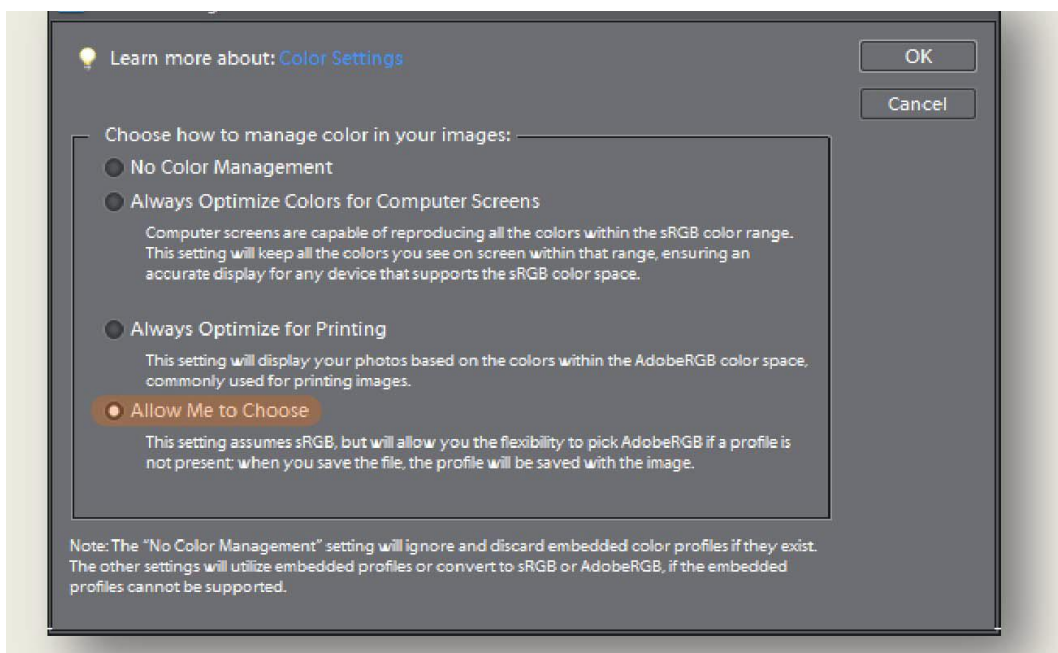 Learn more about: Color Settings
OK
Cancel
Choose how to manage color in your images:
No Color Management
Always Optimize Colors for Computer Screens
Computer screens are capable of reproducing all the colors within the sRGB color range.
This setting will keep all the colors you see on screen within that range, ensuring an
accurate display for any device that supports the sRGB color space.
Always Optimize for Printing
This setting will display your photos based on the colors within the AdobeRGB color space,
commonly used for printing images.
Allow Me to Choose
This setting assumes sRGB, but will allow you the flexibility to pick AdobeRGB if a profile is
not present; when you save the file, the profile will be saved with the image.
Note: The “No Color Management” setting will ignore and discard embedded color profiles if they exist.
The other settings will utilize embedded profiles or convert to sRGB or AdobeRGB, if the embedded
profiles cannot be supported.